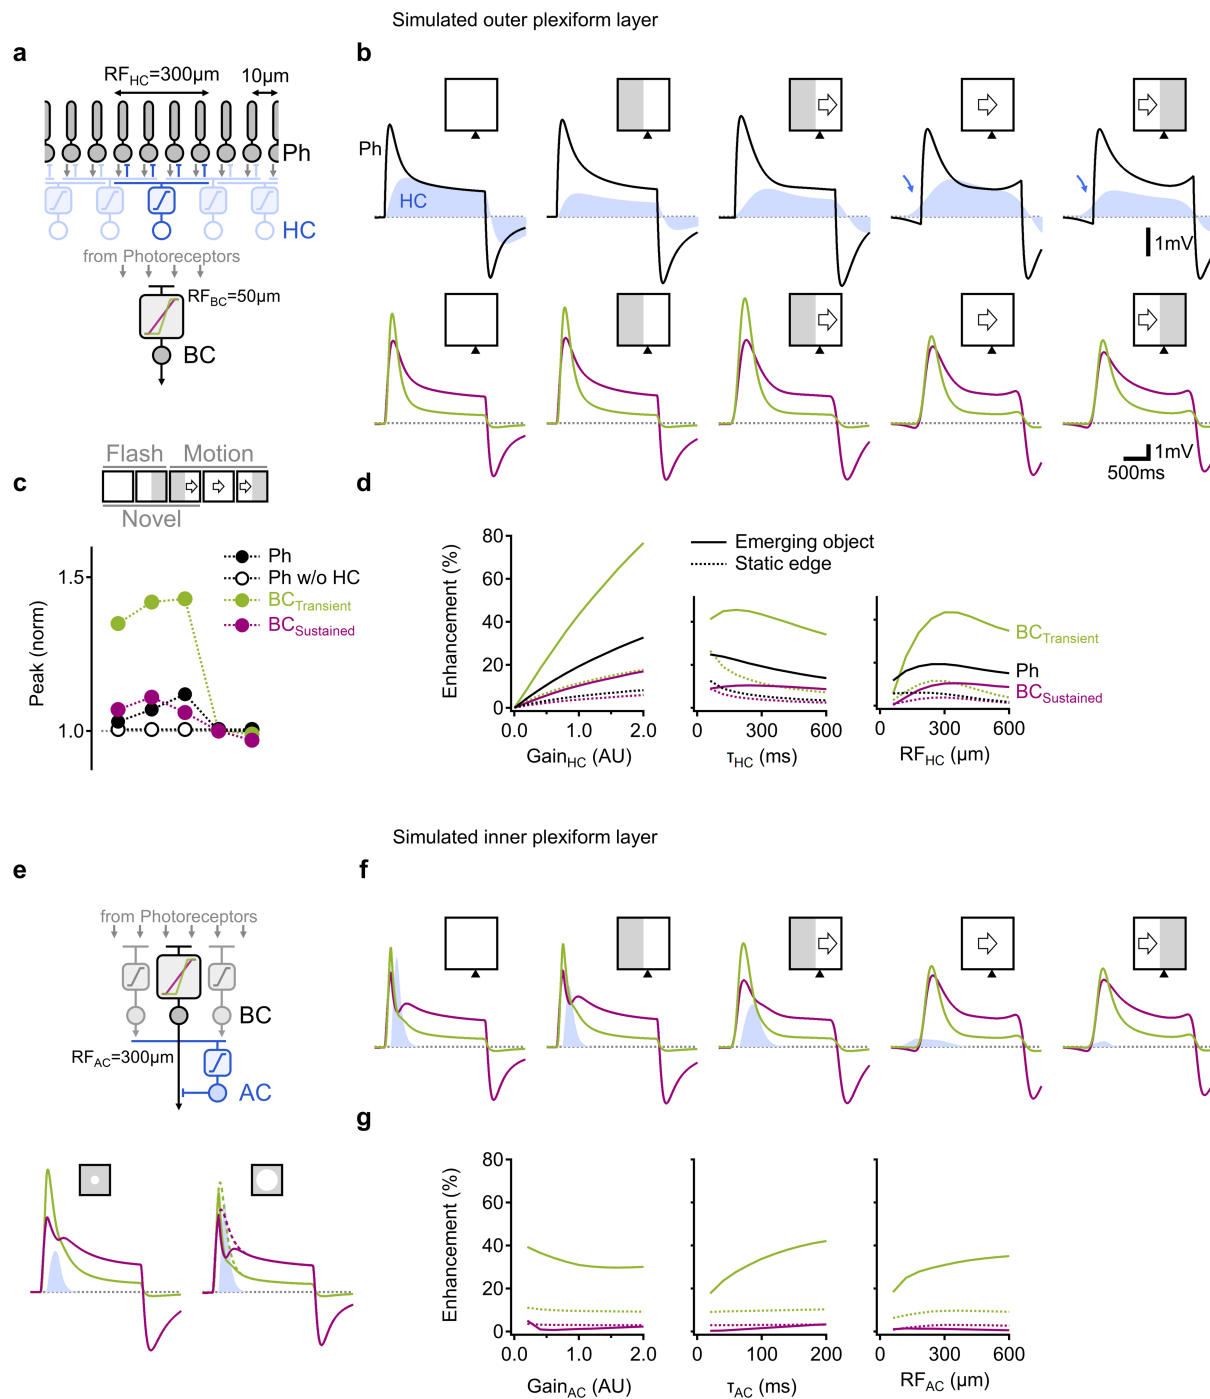 Simulated outer plexiform layer
a
RF_HC=300µm
10µm
Ph
HC
from Photoreceptors
RF_BC=50µm
BC
b
Ph
HC
1mV
1mV
500ms
c
Flash
Motion
Novel
Ph
Ph w/o HC
BC_Transient
BC_Sustained
1.5
1.0
Peak (norm)
d
Emerging object
Static edge
Enhancement (%)
80
60
40
20
0
0.0
1.0
2.0
Gain_HC (AU)
0
300
600
τ_HC (ms)
0
300
600
RF_HC (µm)
BC_Transient
Ph
BC_Sustained
Simulated inner plexiform layer
e
from Photoreceptors
BC
RF_AC=300µm
AC
f
g
Enhancement (%)
80
60
40
20
0
0.0
1.0
2.0
Gain_AC (AU)
0
100
200
τ_AC (ms)
0
300
600
RF_AC (µm)